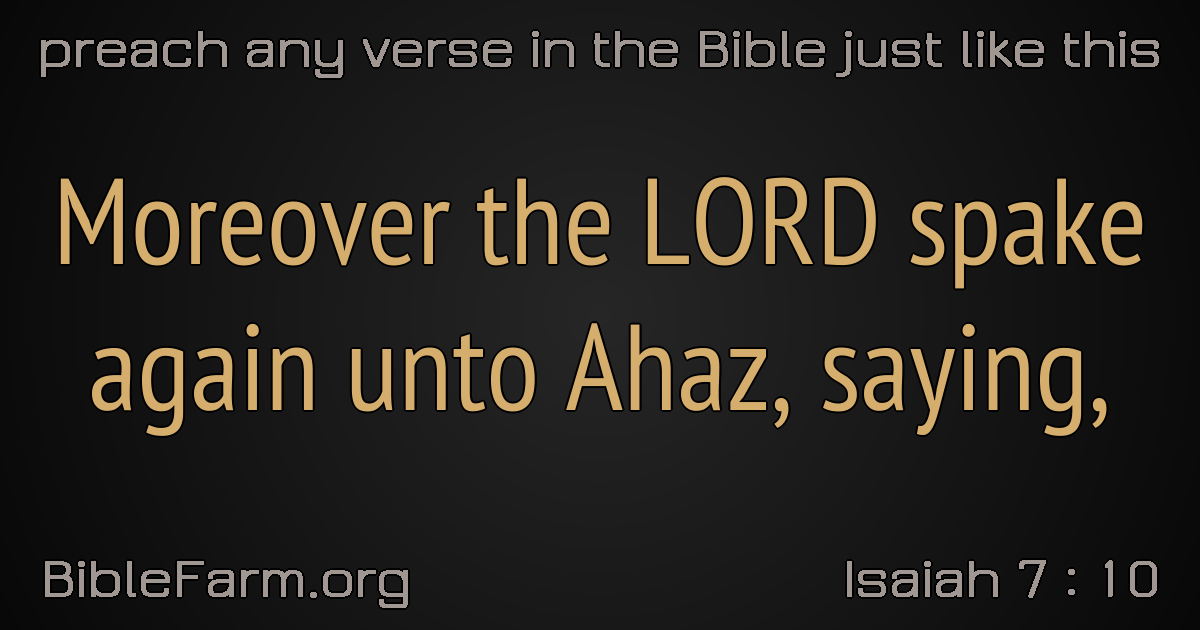 preach any verse in the Bible just like this
Moreover the LORD spake
again unto Ahaz, saying,
BibleFarm.org
Isaiah 7 : 10